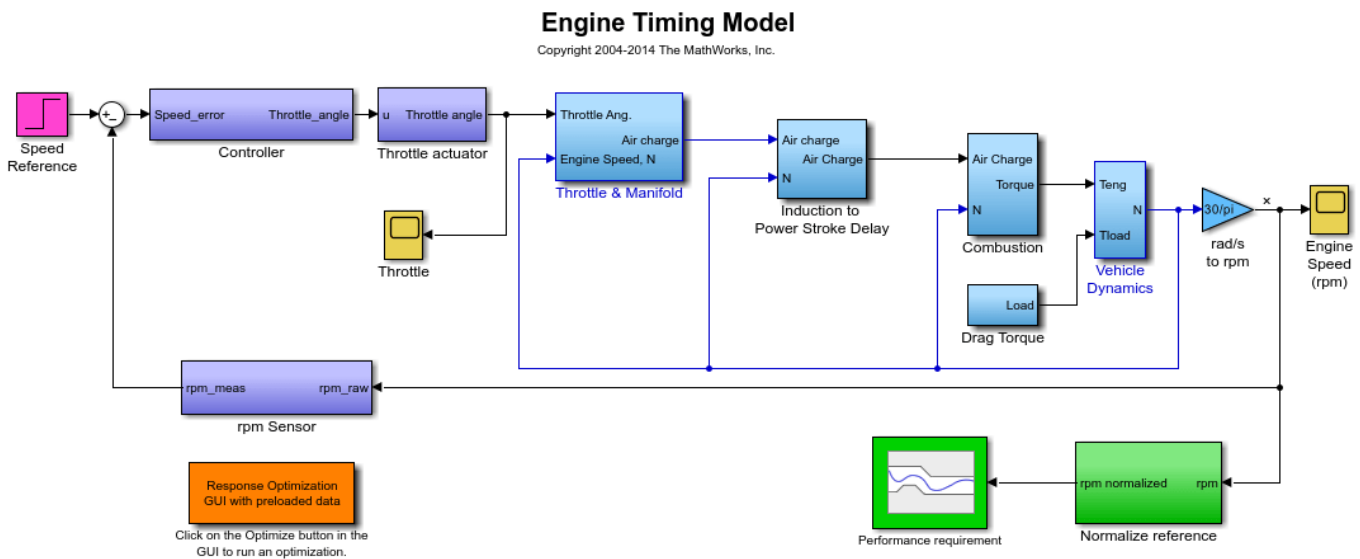 Engine Timing Model
Copyright 2004-2014 The MathWorks, Inc.
Speed
Reference
+
−
Speed_error
Throttle_angle
Controller
u
Throttle angle
Throttle actuator
Throttle
Throttle Ang.
Air charge
Engine Speed, N
Throttle & Manifold
Air charge
Air Charge
N
Induction to
Power Stroke Delay
Air Charge
Torque
N
Combustion
Load
Drag Torque
Teng
N
Tload
Vehicle
Dynamics
30/pi
rad/s
to rpm
×
Engine
Speed
(rpm)
rpm_meas
rpm_raw
rpm Sensor
Response Optimization
GUI with preloaded data
Click on the Optimize button in the
GUI to run an optimization.
Performance requirement
rpm normalized
rpm
Normalize reference